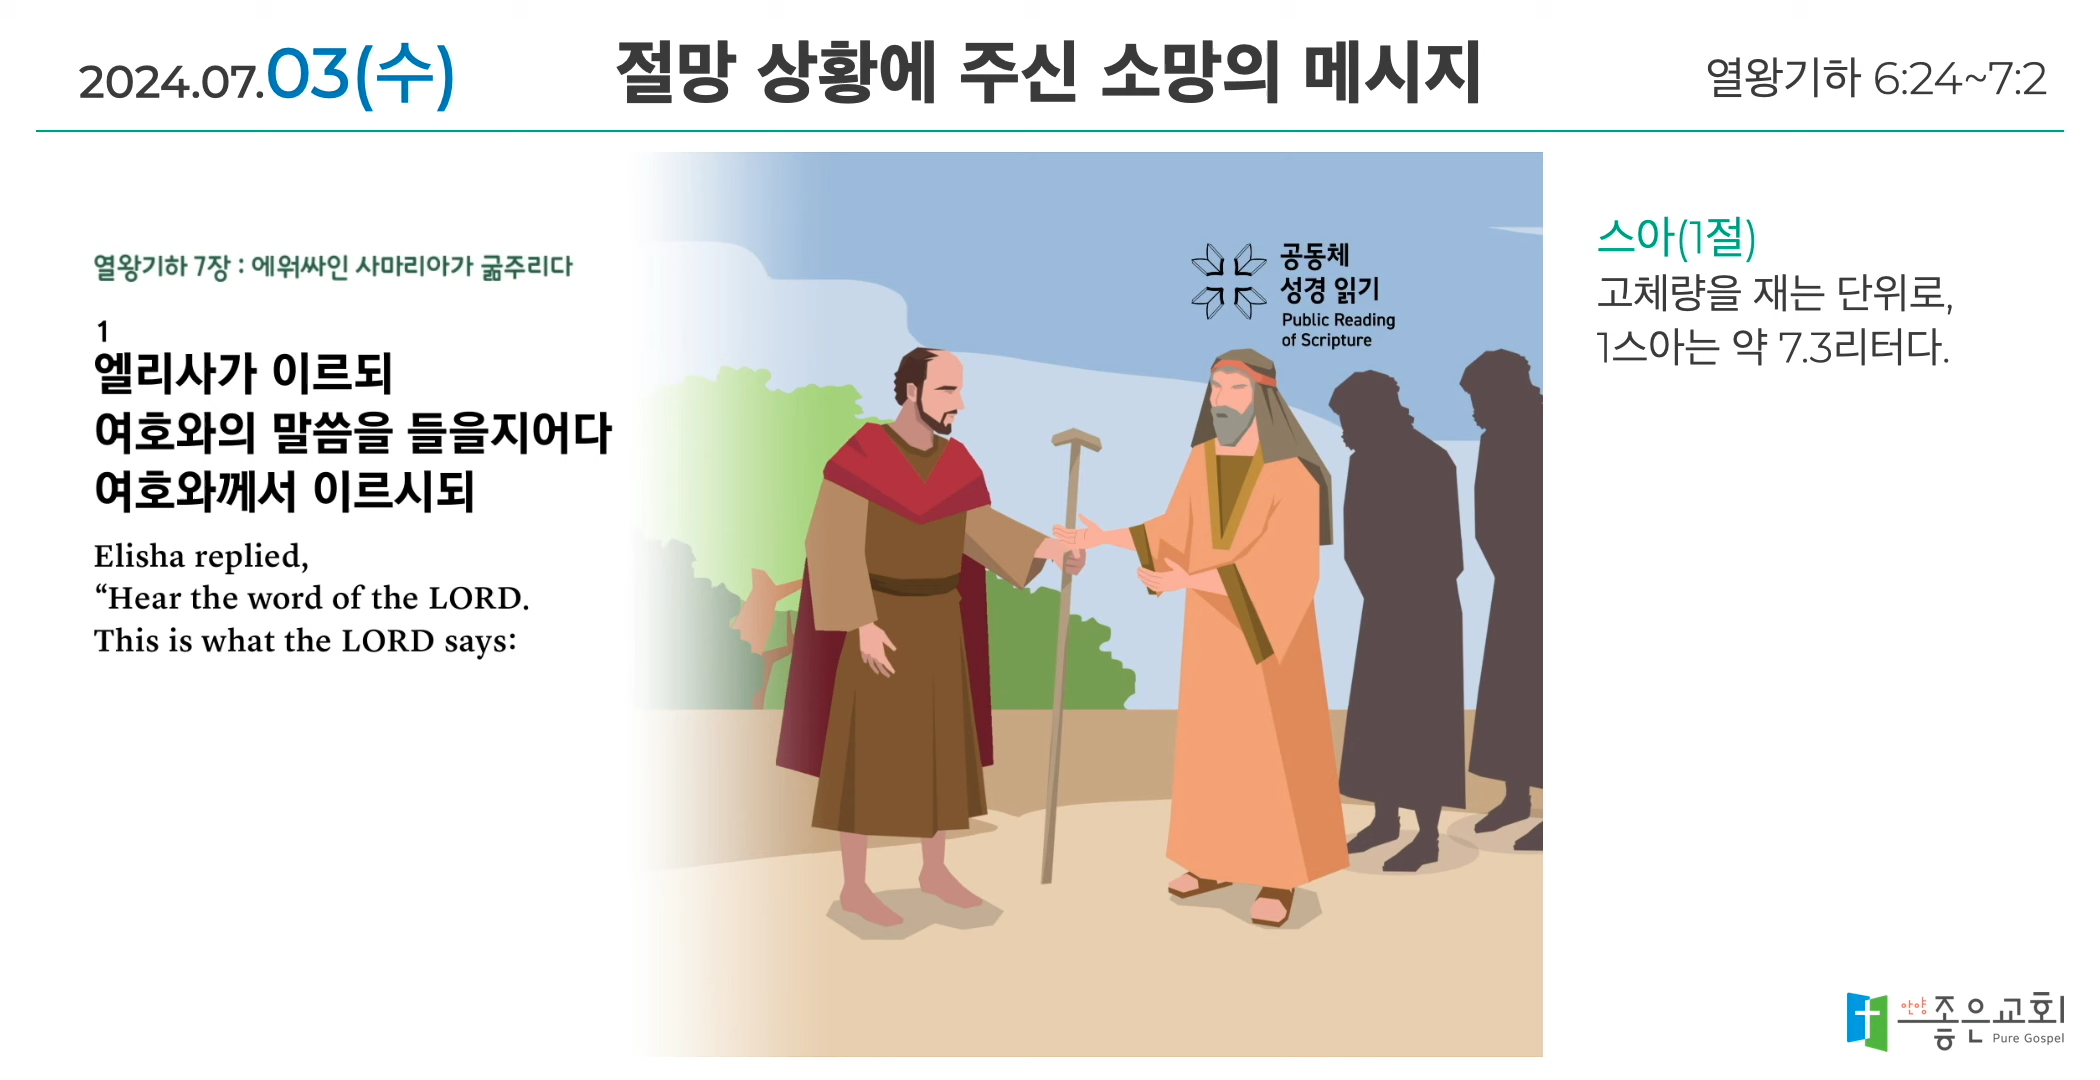 2024.07.03(수)
절망 상황에 주신 소망의 메시지
열왕기하 6:24~7:2
열왕기하 7장 : 에워싸인 사마리아가 굶주리다
1
엘리사가 이르되
여호와의 말씀을 들을지어다
여호와께서 이르시되
Elisha replied,
“Hear the word of the LORD.
This is what the LORD says:
공동체
성경 읽기
Public Reading
of Scripture
스아(1절)
고체량을 재는 단위로,
1스아는 약 7.3리터다.
안양 좋은교회
Pure Gospel